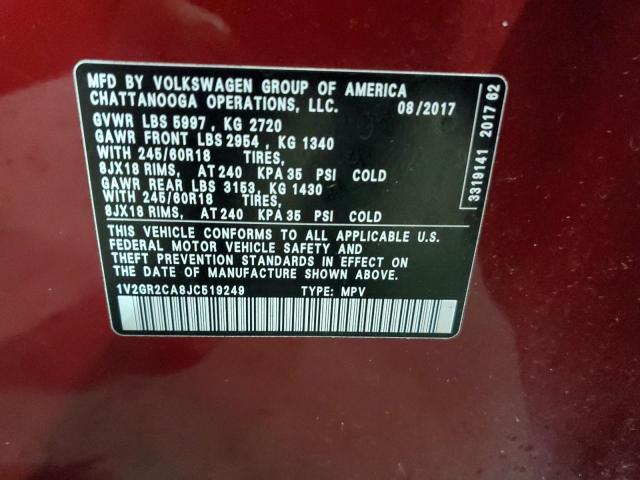 MFD BY VOLKSWAGEN GROUP OF AMERICA
CHATTANOOGA OPERATIONS, LLC. 08/2017
GVWR LBS 5997, KG 2720
GAWR FRONT LBS 2954, KG 1340
WITH 245/60R18 TIRES,
8JX18 RIMS, AT 240 KPA 35 PSI COLD
GAWR REAR LBS 3153, KG 1430
WITH 245/60R18 TIRES,
8JX18 RIMS, AT 240 KPA 35 PSI COLD
THIS VEHICLE CONFORMS TO ALL APPLICABLE U.S.
FEDERAL MOTOR VEHICLE SAFETY AND
THEFT PREVENTION STANDARDS IN EFFECT ON
THE DATE OF MANUFACTURE SHOWN ABOVE.
1V2GR2CA8JC519249 TYPE: MPV
3319141 2017 62